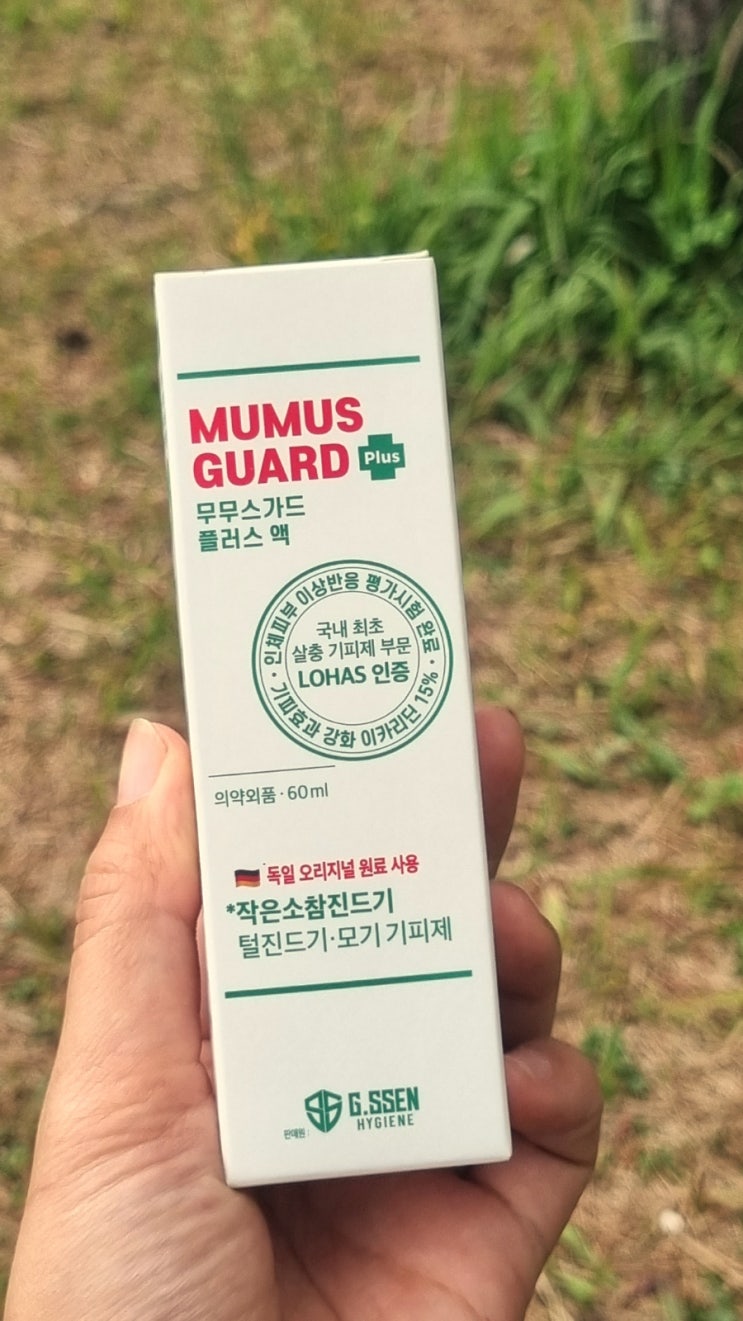 MUMUS
GUARD Plus
무무스가드
플러스 액
인체피부 이상반응 평가시험 완료
국내 최초
살충 기피제 부문
LOHAS 인증
기피효과 강화 이카리딘 15%
의약외품 · 60ml
독일 오리지널 원료 사용
*작은소참진드기
털진드기·모기 기피제
판매원 :
G.SSEN
HYGIENE